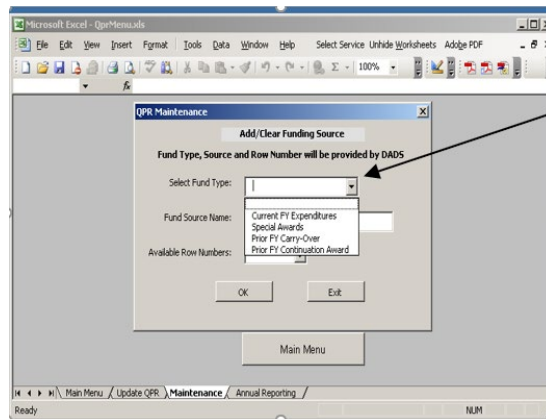 Microsoft Excel - QprMenu.xls
File Edit View Insert Format Tools Data Window Help Select Service Unhide Worksheets Adobe PDF
Σ 100%
fx
QPR Maintenance
Add/Clear Funding Source
Fund Type, Source and Row Number will be provided by DADS
Select Fund Type:
Fund Source Name:
Current FY Expenditures
Special Awards
Prior FY Carry-Over
Prior FY Continuation Award
Available Row Numbers:
OK Exit
Main Menu
Main Menu Update QPR Maintenance Annual Reporting
Ready NUM